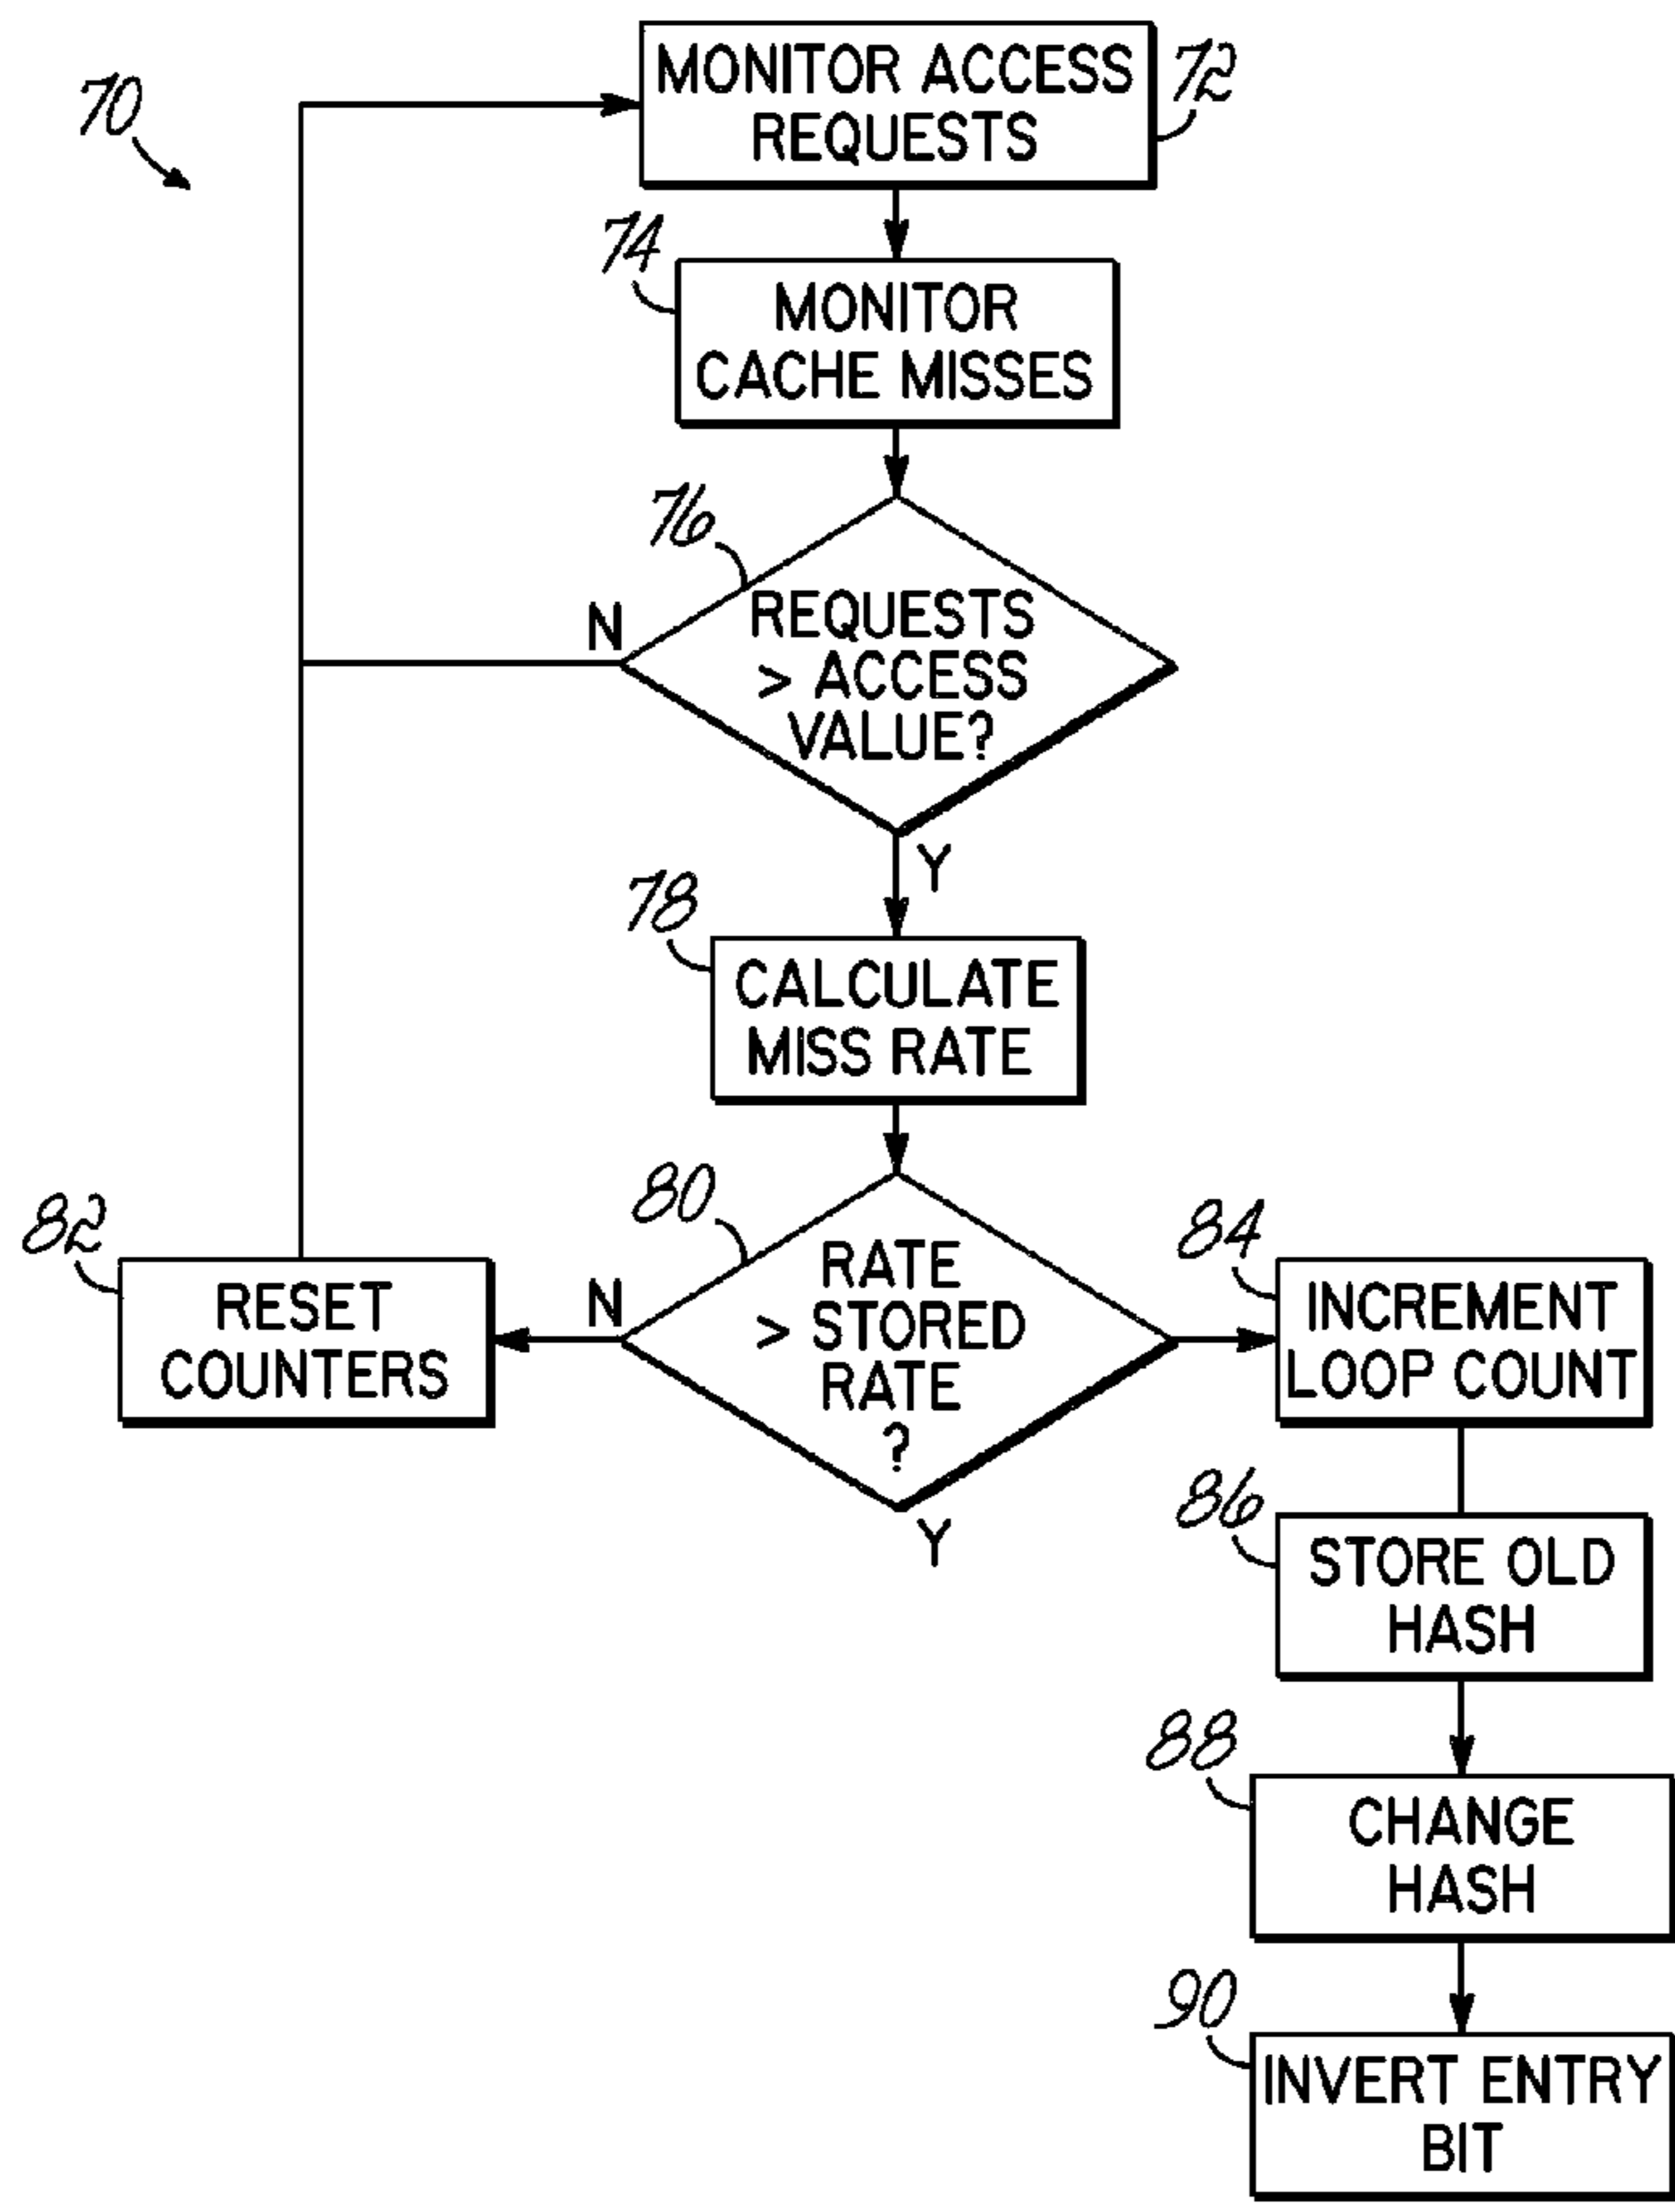 70
MONITOR ACCESS
REQUESTS
72
74
MONITOR
CACHE MISSES
76
N
REQUESTS
> ACCESS
VALUE?
Y
78
CALCULATE
MISS RATE
80
82
RESET
COUNTERS
N
RATE
> STORED
RATE
?
Y
84
INCREMENT
LOOP COUNT
86
STORE OLD
HASH
88
CHANGE
HASH
90
INVERT ENTRY
BIT